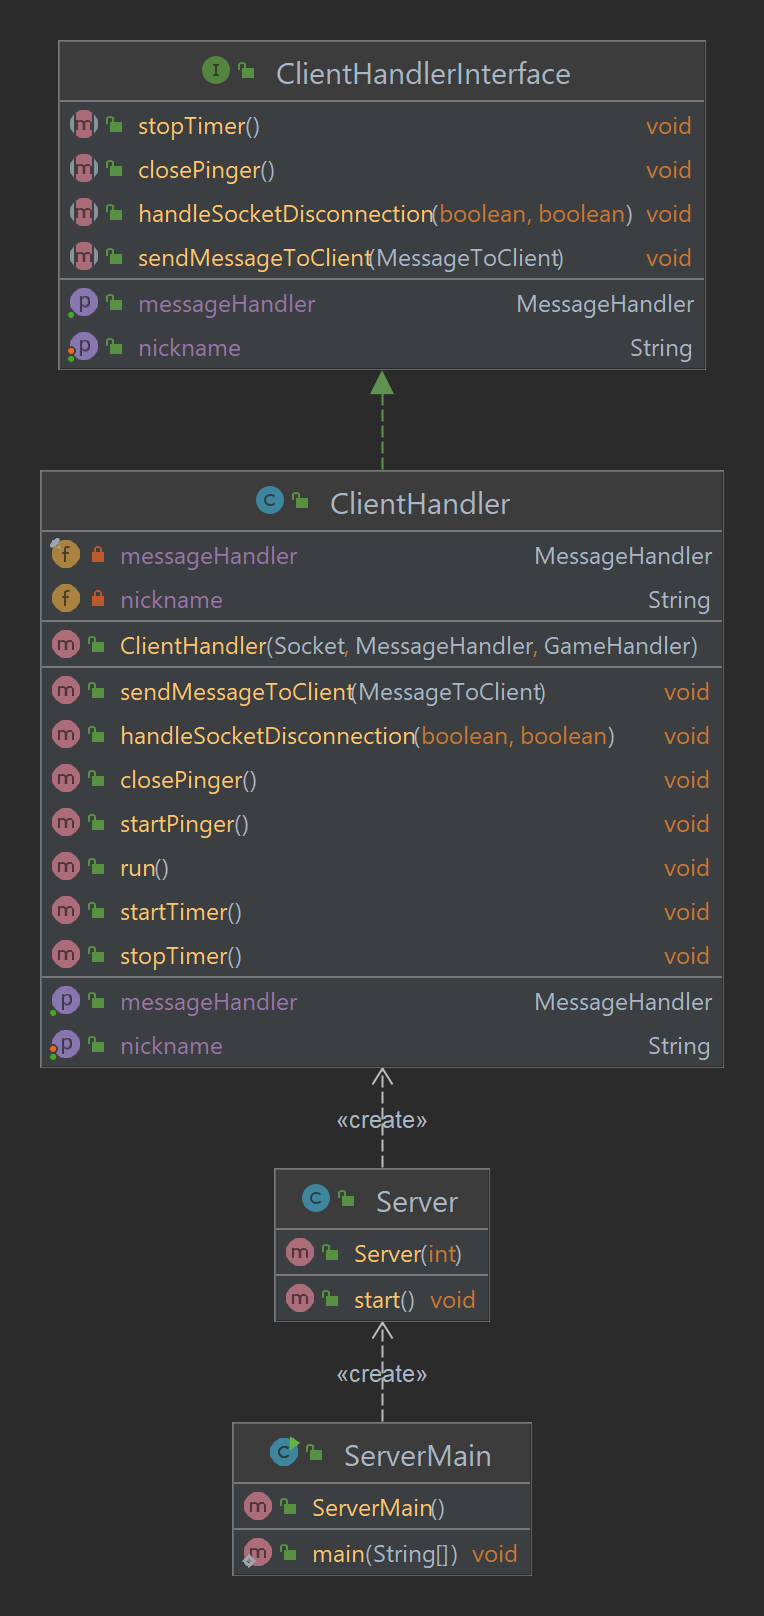 I ClientHandlerInterface
m stopTimer() void
m closePinger() void
m handleSocketDisconnection(boolean, boolean) void
m sendMessageToClient(MessageToClient) void
p messageHandler MessageHandler
p nickname String
C ClientHandler
f messageHandler MessageHandler
f nickname String
m ClientHandler(Socket, MessageHandler, GameHandler)
m sendMessageToClient(MessageToClient) void
m handleSocketDisconnection(boolean, boolean) void
m closePinger() void
m startPinger() void
m run() void
m startTimer() void
m stopTimer() void
p messageHandler MessageHandler
p nickname String
«create»
C Server
m Server(int)
m start() void
«create»
C ServerMain
m ServerMain()
m main(String[]) void